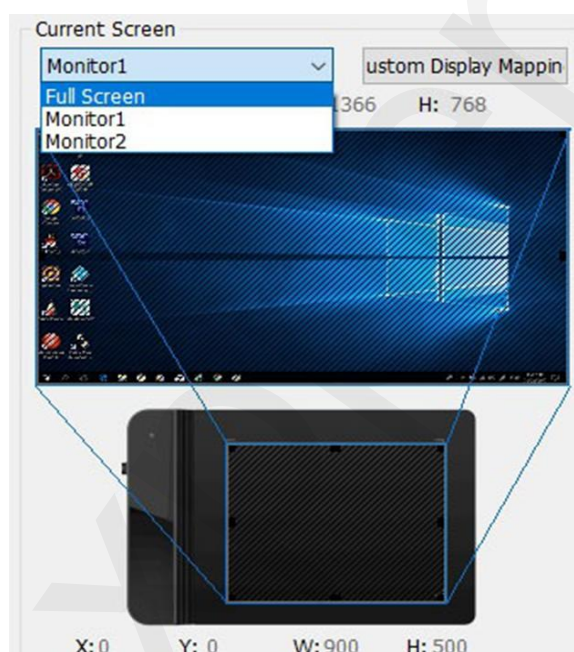 Current Screen
Monitor1
ustom Display Mappin
Full Screen
1366 H: 768
Monitor1
Monitor2
X: 0 Y: 0 W: 900 H: 500